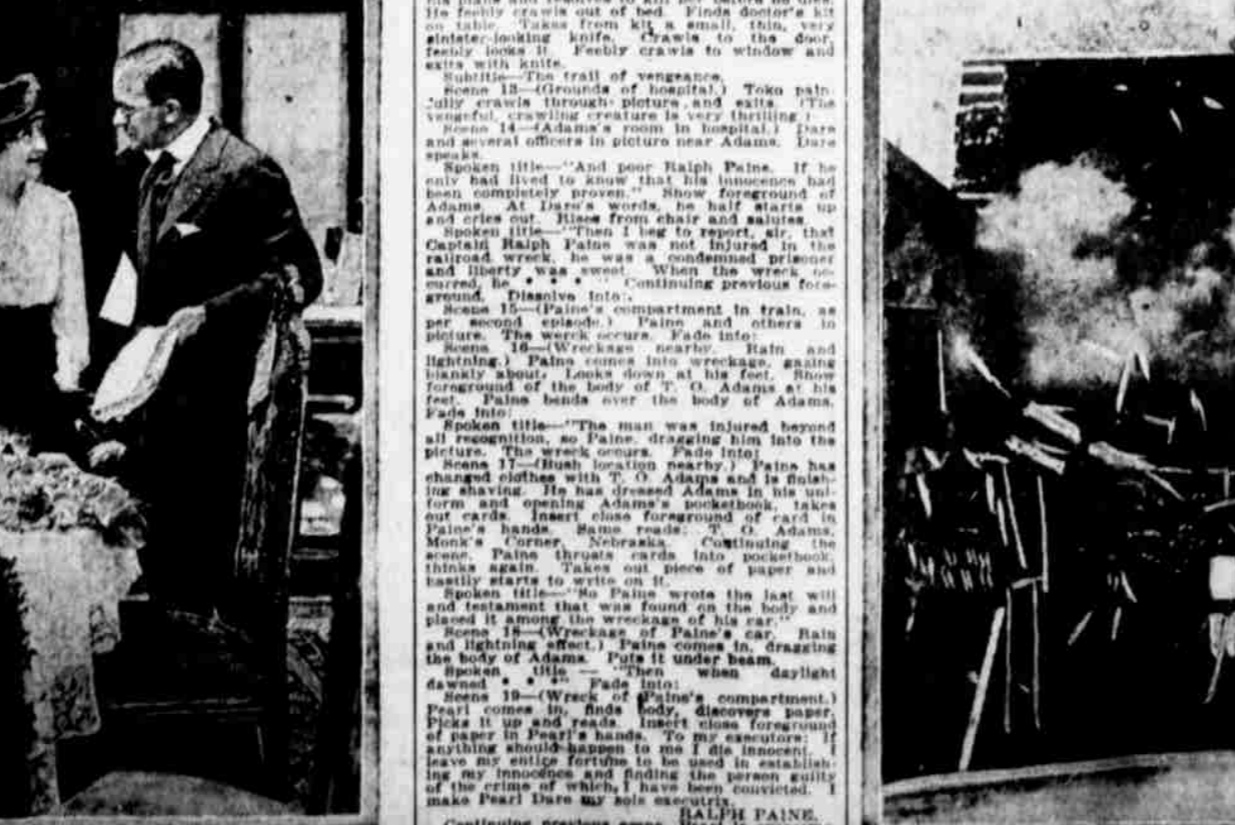 his plans and resolves to kill her before he dies.
He feebly crawls out of bed. Finds doctor's kit
on table. Takes from kit a small, thin, very
sinister-looking knife. Crawls to the door,
feebly locks it. Feebly crawls to window and
exits with knife.
Subtitle—The trail of vengeance.
Scene 13—(Grounds of hospital.) Toko pain-
fully crawls through picture and exits. (The
vengeful, crawling creature is very thrilling.)
Scene 14—(Adams's room in hospital.) Dare
and several officers in picture near Adams. Dare
speaks.
Spoken title—"And poor Ralph Paine. If he
only had lived to know that his innocence had
been completely proven." Show foreground of
Adams. At Dare's words, he half starts up
and cries out. Rises from chair and salutes.
Spoken title—"Then I beg to report, sir, that
Captain Ralph Paine was not injured in the
railroad wreck, he was a condemned prisoner
and liberty was sweet. When the wreck oc-
curred, he * * * " Continuing previous fore-
ground. Dissolve into:.
Scene 15—(Paine's compartment in train, as
per second episode.) Paine and others in
picture. The werck occurs. Fade into:
Scene 16—(Wreckage nearby. Rain and
lightning.) Paine comes into wreckage, gazing
blankly about. Looks down at his feet. Show
foreground of the body of T. O. Adams at his
feet. Paine bends over the body of Adams.
Fade into:
Spoken title—"The man was injured beyond
all recognition, so Paine, dragging him into the
picture. The wreck occurs. Fade into:
Scene 17—(Bush location nearby.) Paine has
changed clothes with T. O. Adams and is finish-
ing shaving. He has dressed Adams in his uni-
form and opening Adams's pocketbook, takes
out cards. Insert close foreground of card in
Paine's hands. Same reads: T. O. Adams,
Monk's Corner, Nebraska. Continuing the
scene, Paine thrusts cards into pocketbook,
thinks again. Takes out piece of paper and
hastily starts to write on it.
Spoken title—"So Paine wrote the last will
and testament that was found on the body and
placed it among the wreckage of his car."
Scene 18—(Wreckage of Paine's car. Rain
and lightning effect.) Paine comes in, dragging
the body of Adams. Puts it under beam.
Spoken title — "Then when daylight
dawned * * *" Fade into:
Scene 19—(Wreck of Paine's compartment.)
Pearl comes in, finds body, discovers paper.
Picks it up and reads. Insert close foreground
of paper in Pearl's hands. To my executors: If
anything should happen to me I die innocent. I
leave my entire fortune to be used in establish-
ing my innocence and finding the person guilty
of the crime of which, I have been convicted. I
make Pearl Dare my sole executrix.
RALPH PAINE.
Continuing previous scene. Pearl is